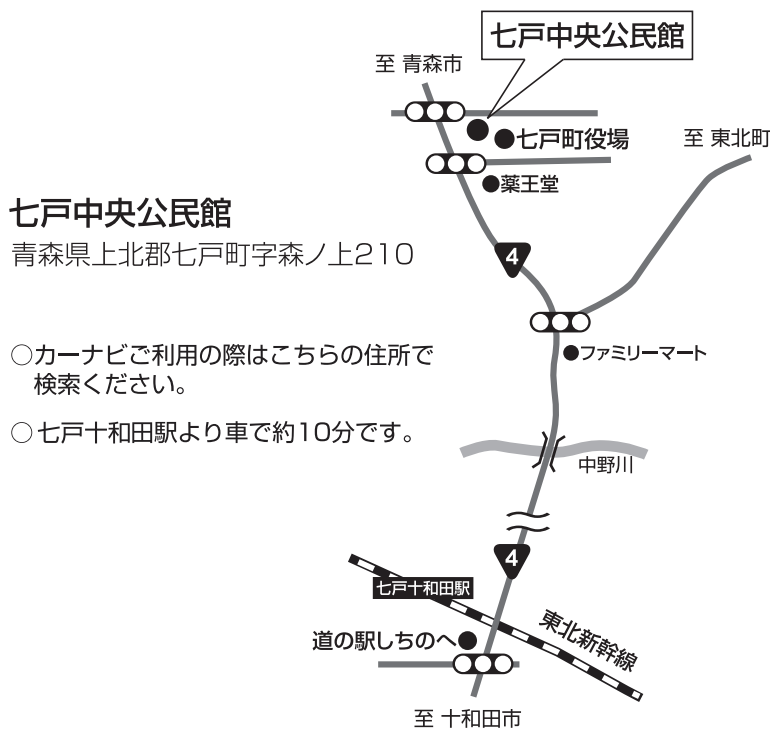 七戸中央公民館
至 青森市
七戸町役場
至 東北町
薬王堂
七戸中央公民館
青森県上北郡七戸町字森ノ上210
4
○カーナビご利用の際はこちらの住所で
検索ください。
ファミリーマート
○七戸十和田駅より車で約10分です。
中野川
4
七戸十和田駅
東北新幹線
道の駅しちのへ
至 十和田市